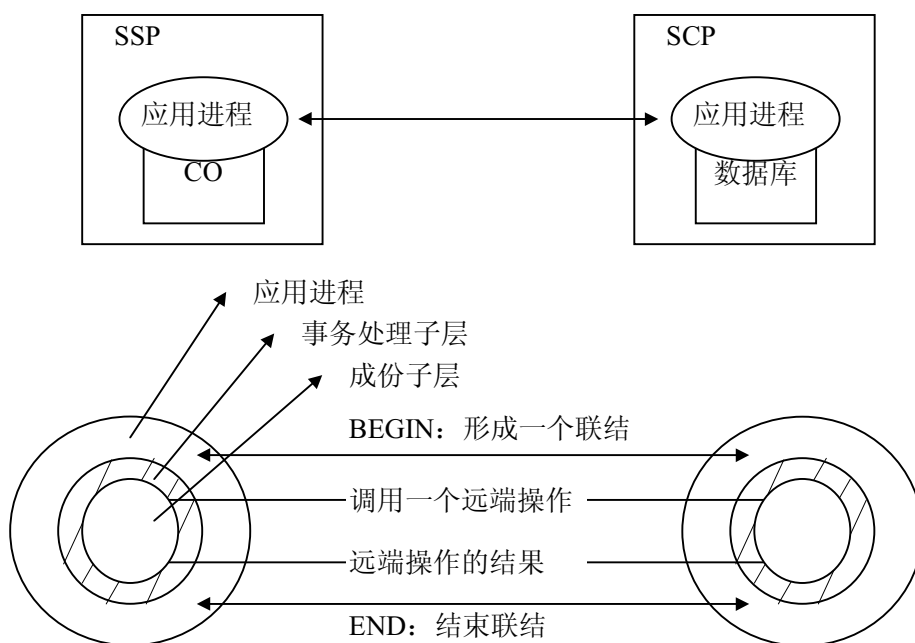 SSP
SCP
应用进程
应用进程
CO
数据库
应用进程
事务处理子层
成份子层
BEGIN：形成一个联结
调用一个远端操作
远端操作的结果
END：结束联结